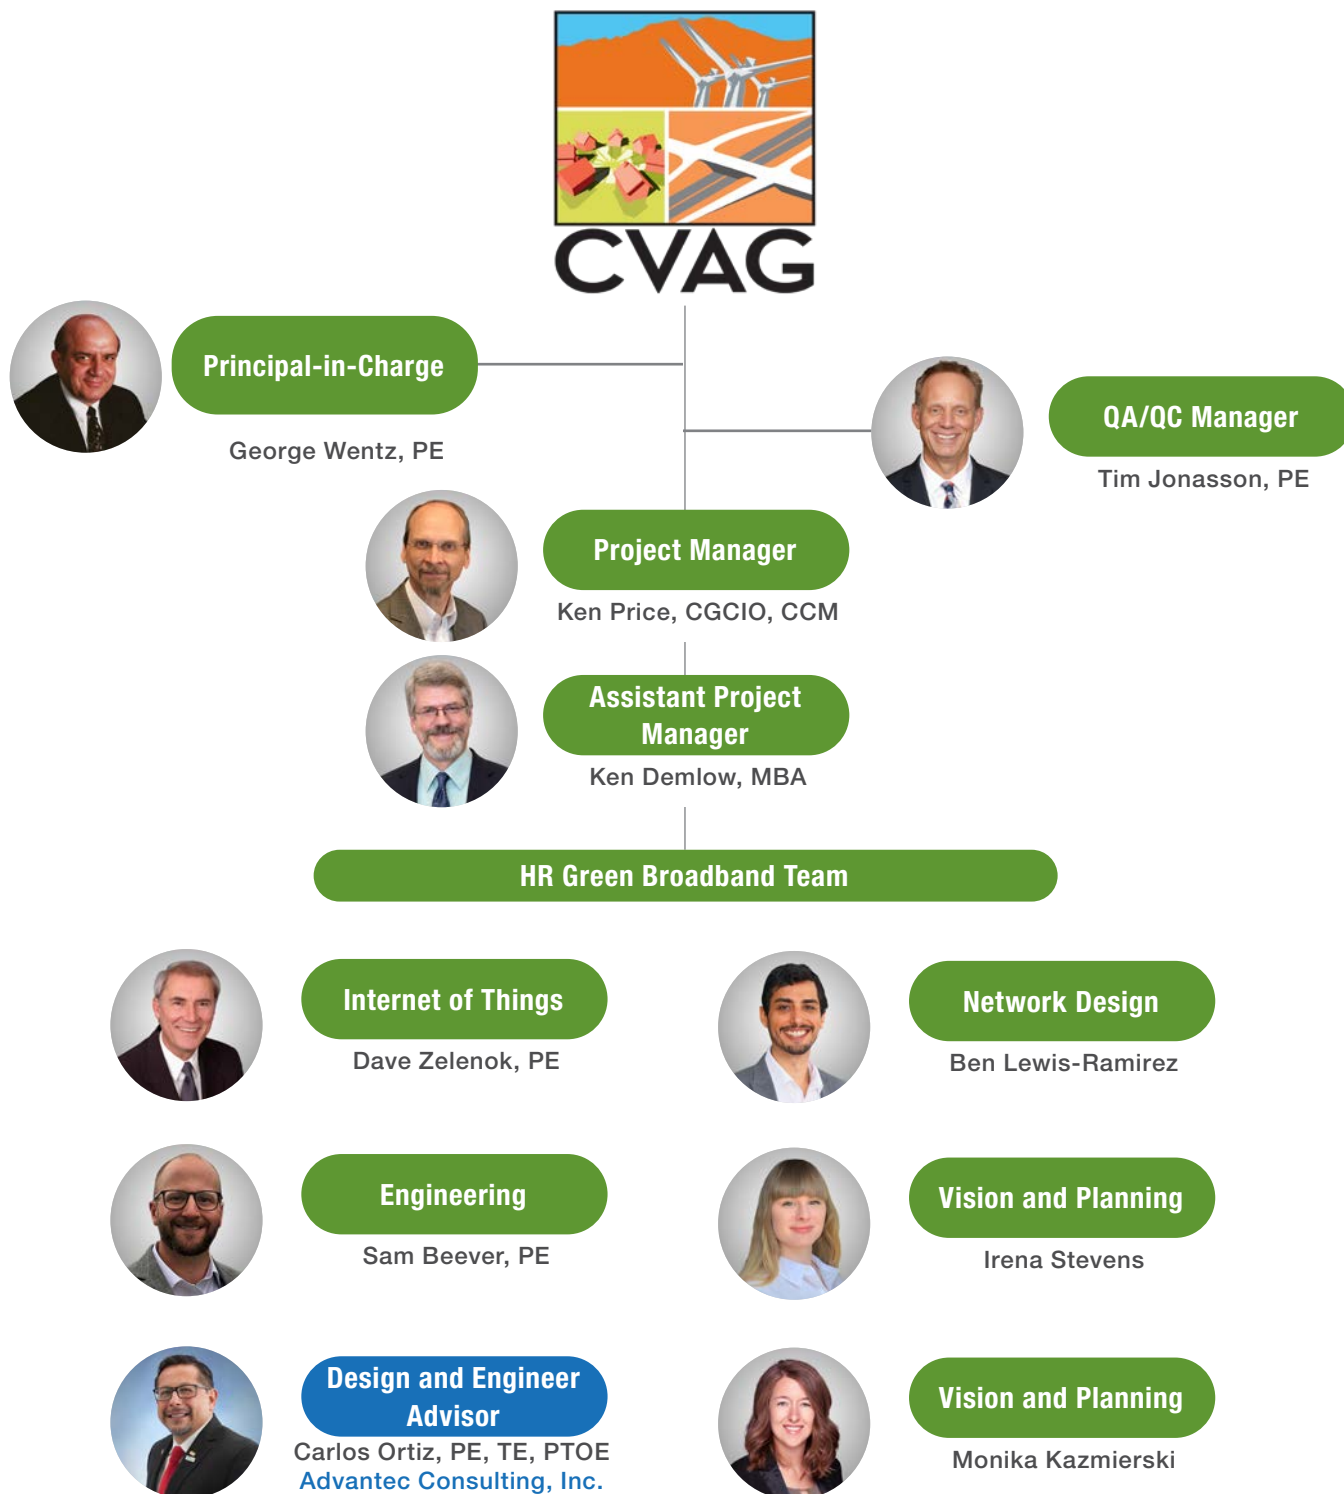 CVAG
Principal-in-Charge
George Wentz, PE
QA/QC Manager
Tim Jonasson, PE
Project Manager
Ken Price, CGCIO, CCM
Assistant Project
Manager
Ken Demlow, MBA
HR Green Broadband Team
Internet of Things
Dave Zelenok, PE
Network Design
Ben Lewis-Ramirez
Engineering
Sam Beever, PE
Vision and Planning
Irena Stevens
Design and Engineer
Advisor
Carlos Ortiz, PE, TE, PTOE
Advantec Consulting, Inc.
Vision and Planning
Monika Kazmierski